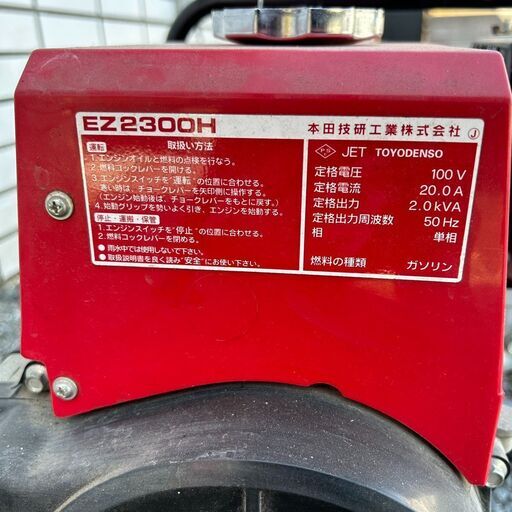 EZ2300H
取扱い方法
運転
1.エンジンオイルと燃料の点検を行なう。
2.燃料コックレバーを開ける。
3.エンジンスイッチを"運転"の位置に合わせる。
寒い時は、チョークレバーを矢印側に操作する。
(エンジン始動後は、チョークレバーをもとに戻す。)
4.始動グリップを勢いよく引き、エンジンを始動する。
停止・運搬・保管
1.エンジンスイッチを"停止"の位置に合わせる。
2.燃料コックレバーを閉める。
●雨水中では使用しないで下さい。
●取扱説明書を良く読み"安全"にお使い下さい。
本田技研工業株式会社 Ⓙ
PS JET TOYODENSO
定格電圧 100 V
定格電流 20.0 A
定格出力 2.0 kVA
定格出力周波数 50 Hz
相 単相
燃料の種類 ガソリン